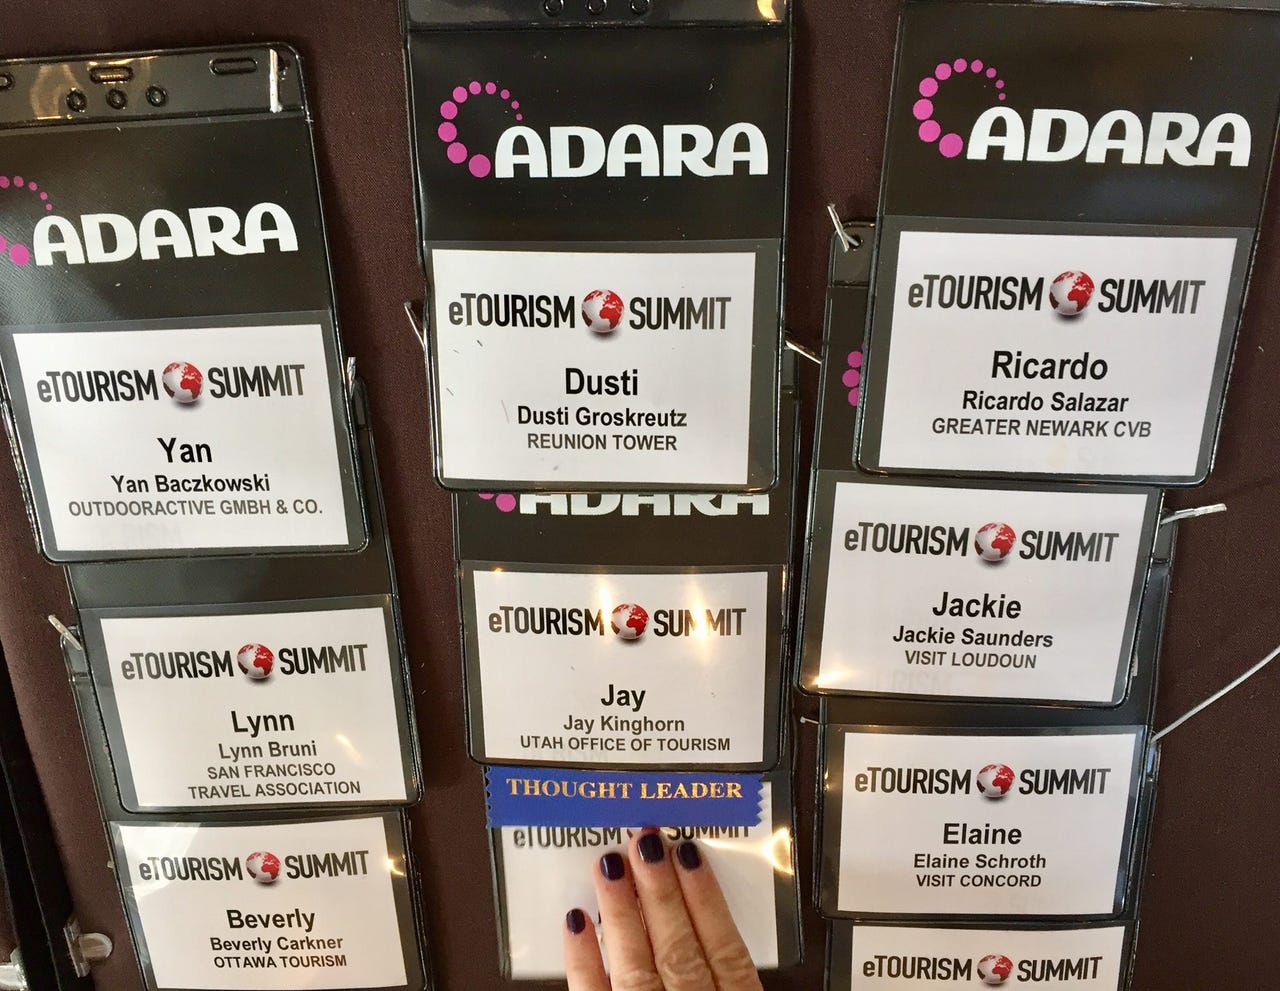 ADARA
eTOURISM SUMMIT
Yan
Yan Baczkowski
OUTDOORACTIVE GMBH & CO.
eTOURISM SUMMIT
Lynn
Lynn Bruni
SAN FRANCISCO
TRAVEL ASSOCIATION
eTOURISM SUMMIT
Beverly
Beverly Carkner
OTTAWA TOURISM
ADARA
eTOURISM SUMMIT
Dusti
Dusti Groskreutz
REUNION TOWER
ADARA
eTOURISM SUMMIT
Jay
Jay Kinghorn
UTAH OFFICE OF TOURISM
THOUGHT LEADER
eTOURISM SUMMIT
ADARA
eTOURISM SUMMIT
Ricardo
Ricardo Salazar
GREATER NEWARK CVB
eTOURISM SUMMIT
Jackie
Jackie Saunders
VISIT LOUDOUN
eTOURISM SUMMIT
Elaine
Elaine Schroth
VISIT CONCORD
eTOURISM SUMMIT